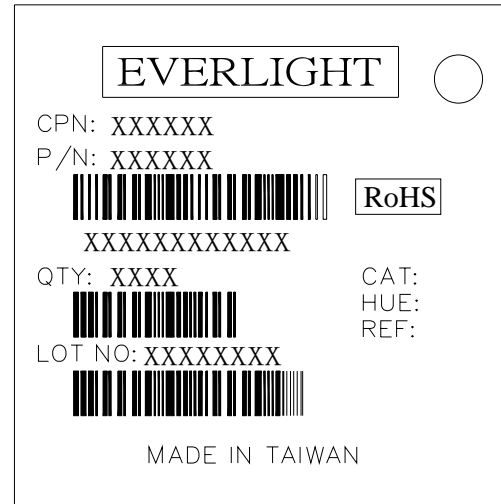 EVERLIGHT
CPN: XXXXXX
P/N: XXXXXX
RoHS
XXXXXXXXXXXX
QTY: XXXX
CAT:
HUE:
REF:
LOT NO: XXXXXXXX
MADE IN TAIWAN